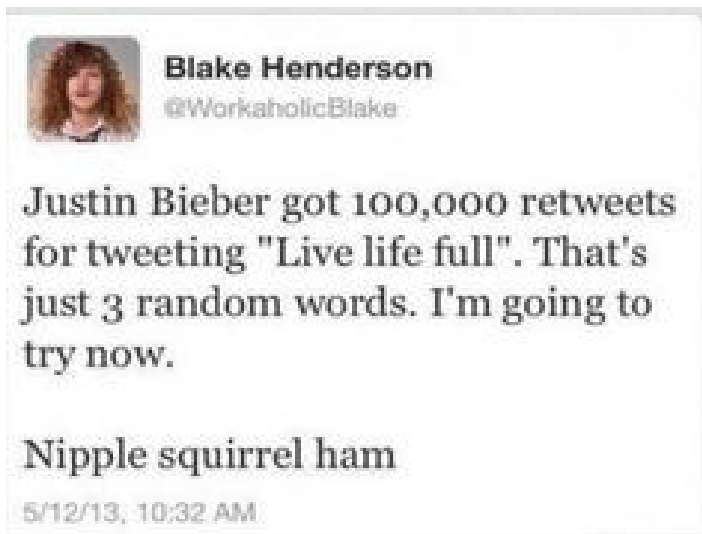 Blake Henderson
@WorkaholicBlake
Justin Bieber got 100,000 retweets
for tweeting "Live life full". That's
just 3 random words. I'm going to
try now.
Nipple squirrel ham
5/12/13, 10:32 AM